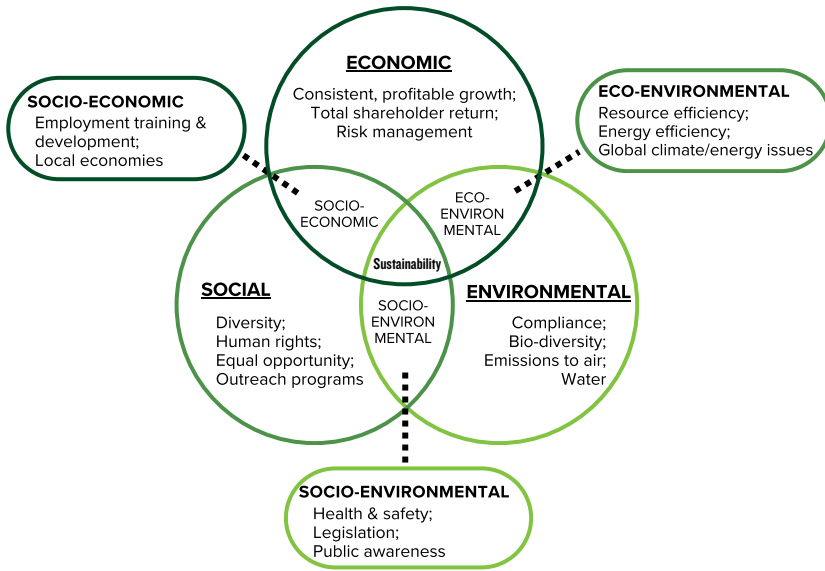 ECONOMIC
Consistent, profitable growth;
Total shareholder return;
Risk management
SOCIO-ECONOMIC
Employment training &
development;
Local economies
ECO-ENVIRONMENTAL
Resource efficiency;
Energy efficiency;
Global climate/energy issues
SOCIO-
ECONOMIC
ECO-
ENVIRON
MENTAL
Sustainability
SOCIAL
Diversity;
Human rights;
Equal opportunity;
Outreach programs
SOCIO-
ENVIRON
MENTAL
ENVIRONMENTAL
Compliance;
Bio-diversity;
Emissions to air;
Water
SOCIO-ENVIRONMENTAL
Health & safety;
Legislation;
Public awareness